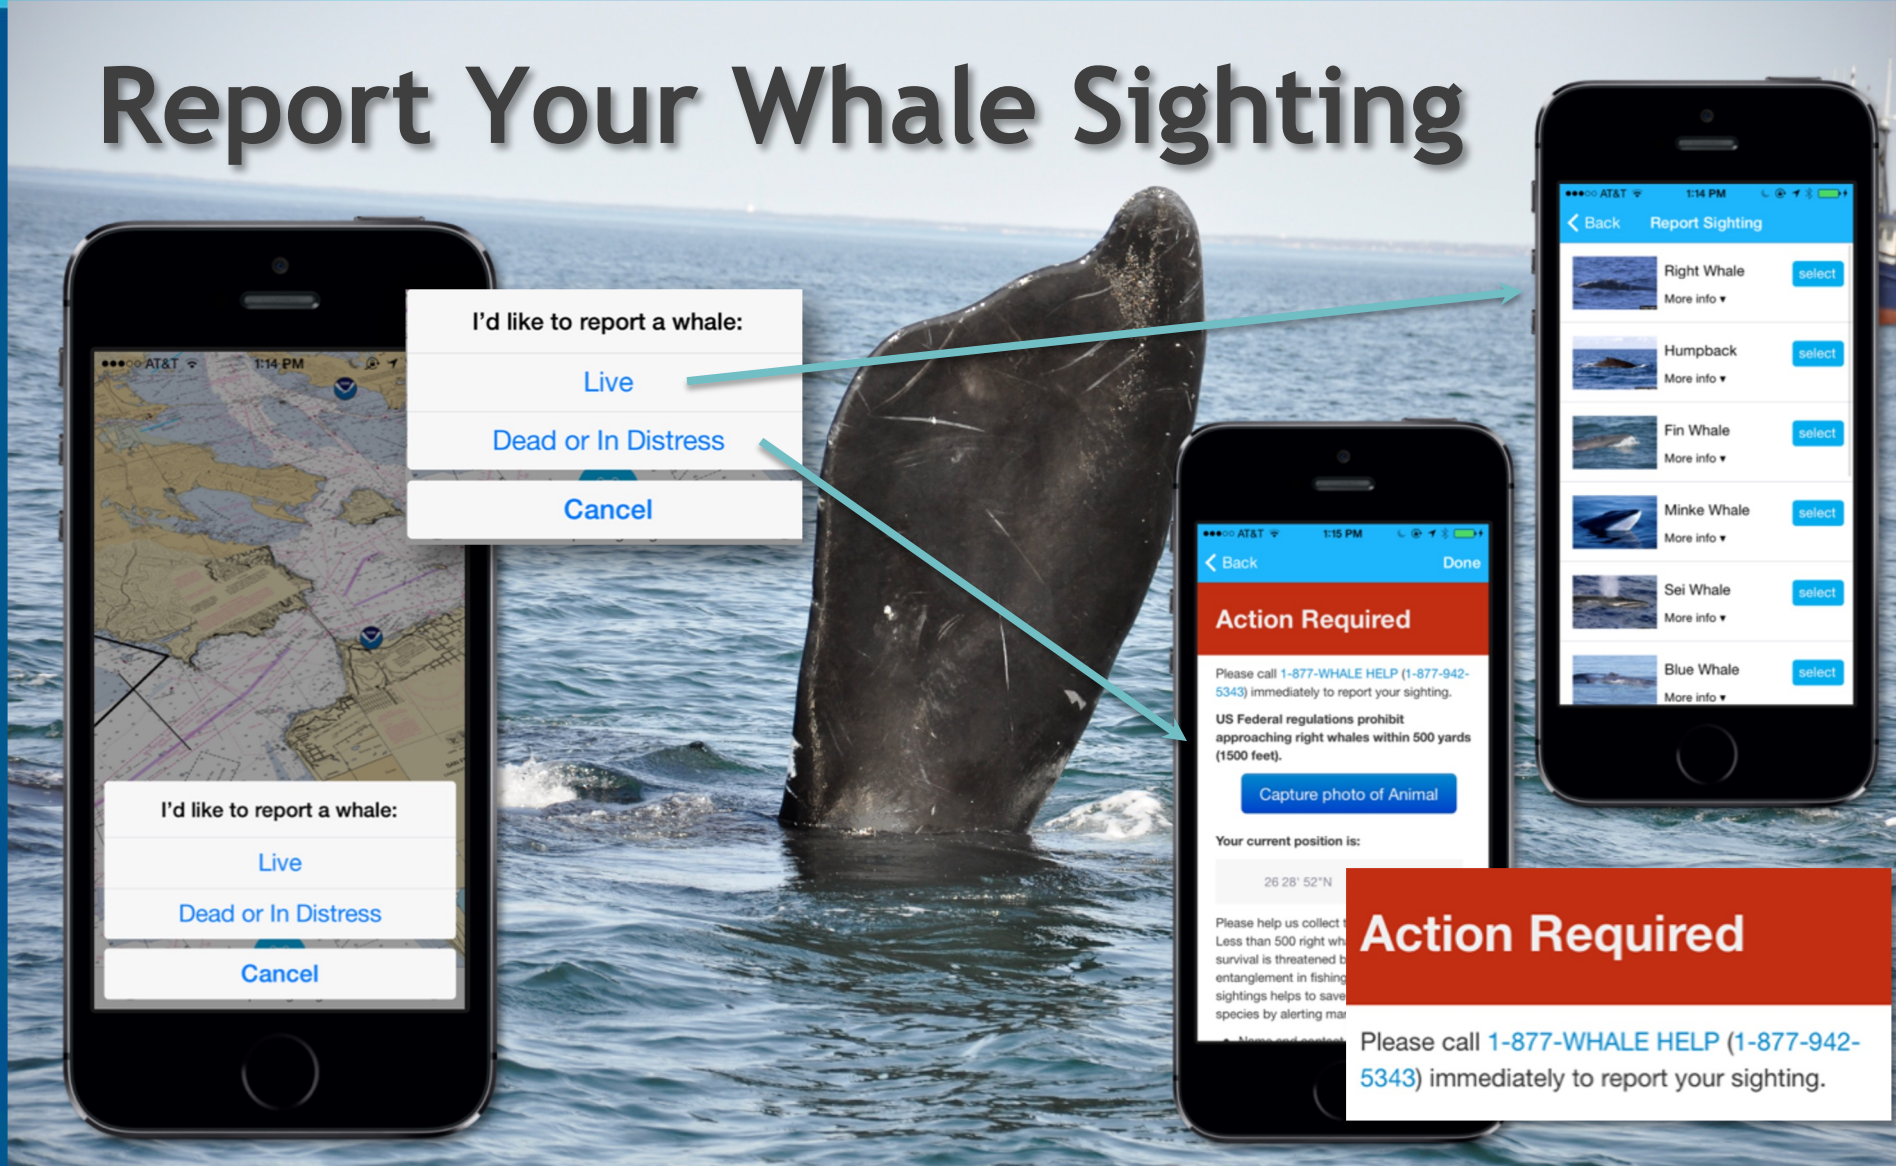 Report Your Whale Sighting
●●●○○ AT&T 1:14 PM
I'd like to report a whale:
Live
Dead or In Distress
Cancel
I'd like to report a whale:
Live
Dead or In Distress
Cancel
●●●○○ AT&T 1:14 PM
Back Report Sighting
Right Whale
More info ▾
select
Humpback
More info ▾
select
Fin Whale
More info ▾
select
Minke Whale
More info ▾
select
Sei Whale
More info ▾
select
Blue Whale
More info ▾
select
●●●○○ AT&T 1:15 PM
Back Done
Action Required
Please call 1-877-WHALE HELP (1-877-942-
5343) immediately to report your sighting.
US Federal regulations prohibit
approaching right whales within 500 yards
(1500 feet).
Capture photo of Animal
Your current position is:
26 28' 52"N
Please help us collect
Less than 500 right
survival is threatened
entanglement in fishing
sightings helps to save
species by alerting
Action Required
Please call 1-877-WHALE HELP (1-877-942-
5343) immediately to report your sighting.